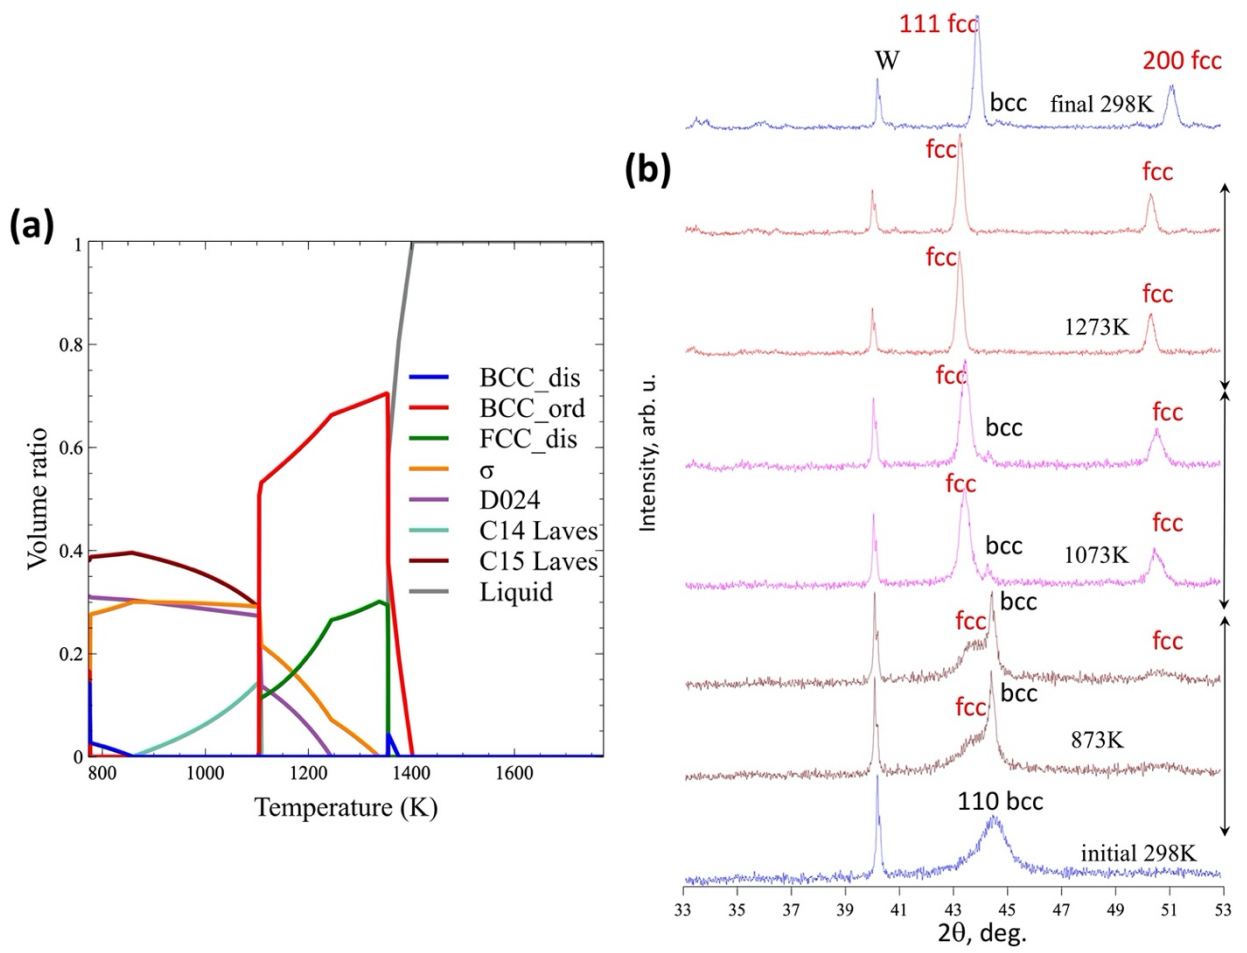 (a)
Volume ratio
1
0.8
0.6
0.4
0.2
0
800
1000
1200
1400
1600
Temperature (K)
BCC_dis
BCC_ord
FCC_dis
σ
D024
C14 Laves
C15 Laves
Liquid
(b)
Intensity, arb. u.
111 fcc
W
bcc
200 fcc
final 298K
fcc
fcc
fcc
fcc
1273K
fcc
bcc
fcc
fcc
bcc
fcc
1073K
fcc
bcc
fcc
fcc
bcc
873K
110 bcc
initial 298K
33
35
37
39
41
43
45
47
49
51
53
2θ, deg.